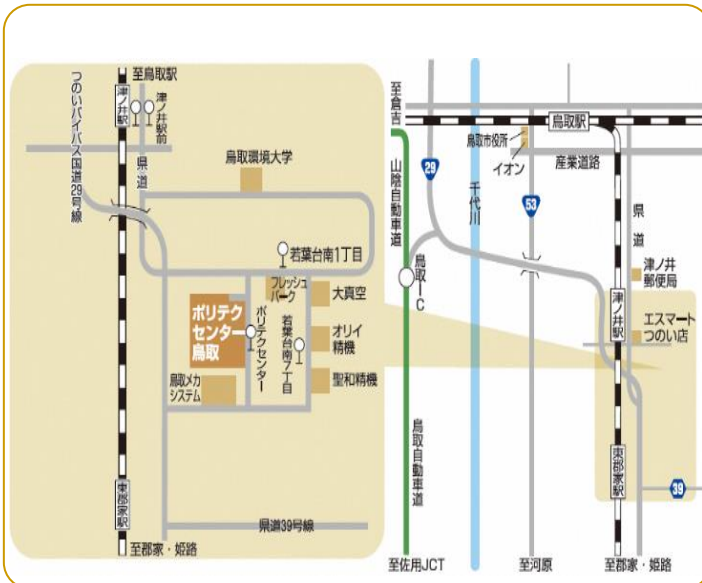 至鳥取駅
津ノ井駅
津ノ井駅前
つのいバイパス国道29号線
県道
鳥取環境大学
若葉台南1丁目
フレッシュ
パーク
大真空
ポリテク
センター
鳥取
ポリテクセンター
若葉台南7丁目
オリイ
精機
聖和精機
鳥取メカ
システム
東郡家駅
県道39号線
至郡家・姫路
至倉吉
山陰自動車道
29
千代川
鳥取駅
鳥取市役所
イオン
産業道路
53
県道
鳥取IC
津ノ井
郵便局
津ノ井駅
エスマート
つのい店
鳥取自動車道
東郡家駅
39
至佐用JCT
至河原
至郡家・姫路